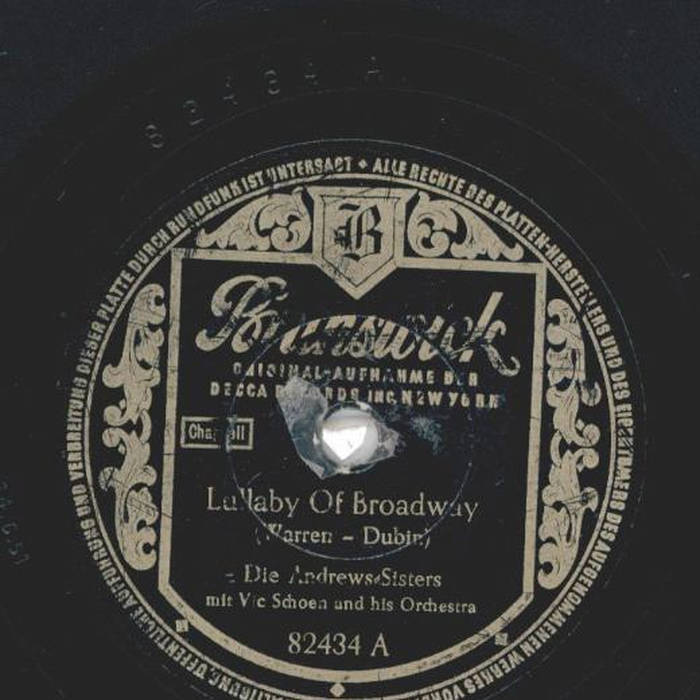 82434 A
ALLE RECHTE DES PLATTEN-HERSTELLERS UND DES EIGENTÜMERS DES AUFGENOMMENEN WERKES
ÖFFENTLICHE AUFFÜHRUNG UND VERBREITUNG DIESER PLATTE DURCH RUNDFUNK IST UNTERSAGT
B
Brunswick
ORIGINAL-AUFNAHME DER
DECCA RECORDS INC, NEW YORK
Chappell
Lullaby Of Broadway
(Warren - Dubin)
Die Andrews-Sisters
mit Vic Schoen and his Orchestra
82434 A